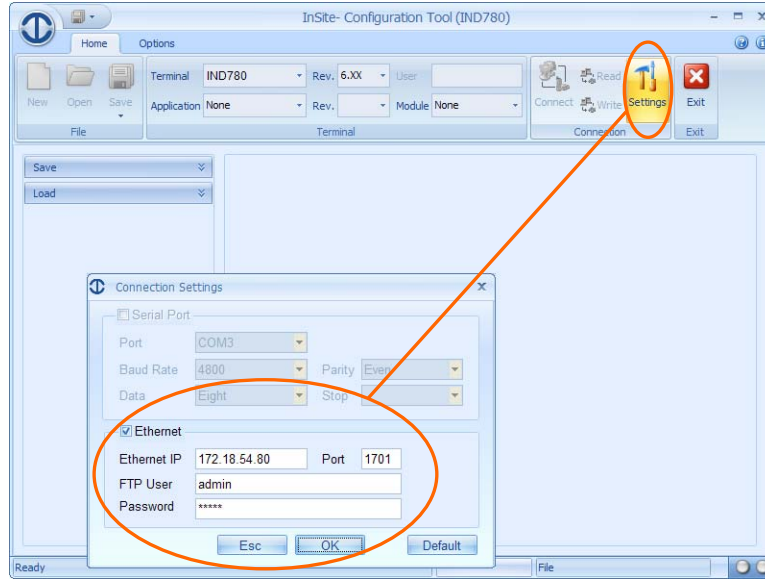 InSite- Configuration Tool (IND780)
Home Options
New Open Save
File
Terminal IND780 Rev. 6.XX User
Application None Rev. Module None
Terminal
Connect Read Write Settings
Connection
Exit
Exit
Save
Load
Connection Settings
Serial Port
Port COM3
Baud Rate 4800 Parity Even
Data Eight Stop
Ethernet
Ethernet IP 172.18.54.80 Port 1701
FTP User admin
Password *****
Esc OK Default
Ready File